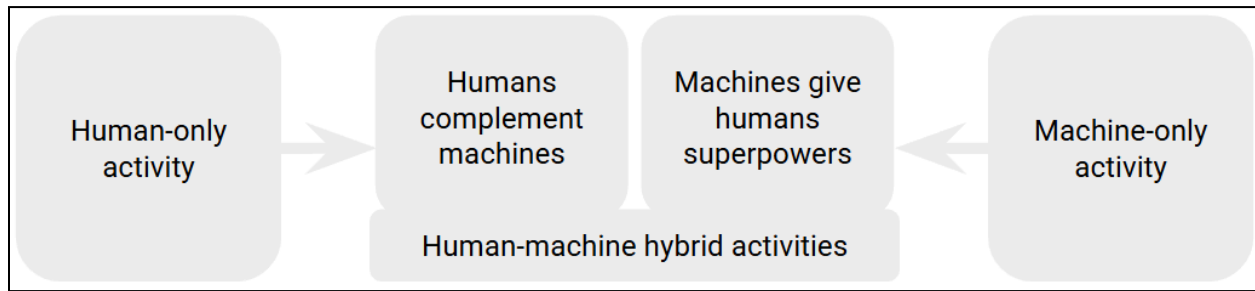 Human-only
activity
Humans
complement
machines
Machines give
humans
superpowers
Machine-only
activity
Human-machine hybrid activities